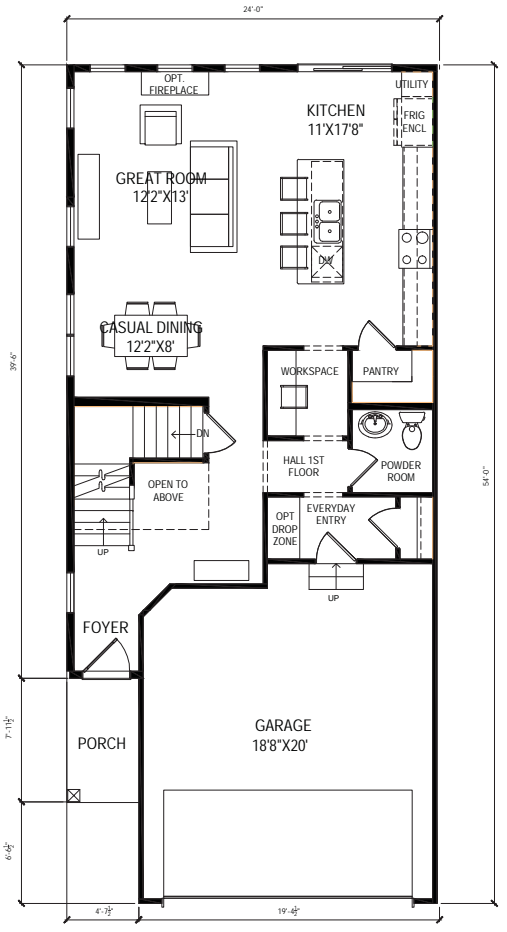 24'-0"
OPT.
FIREPLACE
UTILITY
KITCHEN
11'X17'8"
FRIG
ENCL
GREAT ROOM
12'2"X13'
DW
CASUAL DINING
12'2"X8'
39'-6"
WORKSPACE
PANTRY
DN
HALL 1ST
FLOOR
POWDER
ROOM
OPEN TO
ABOVE
54'-0"
OPT
DROP
ZONE
EVERYDAY
ENTRY
UP
UP
FOYER
GARAGE
18'8"X20'
PORCH
7'-11½"
6'-6½"
4'-7½"
19'-4½"